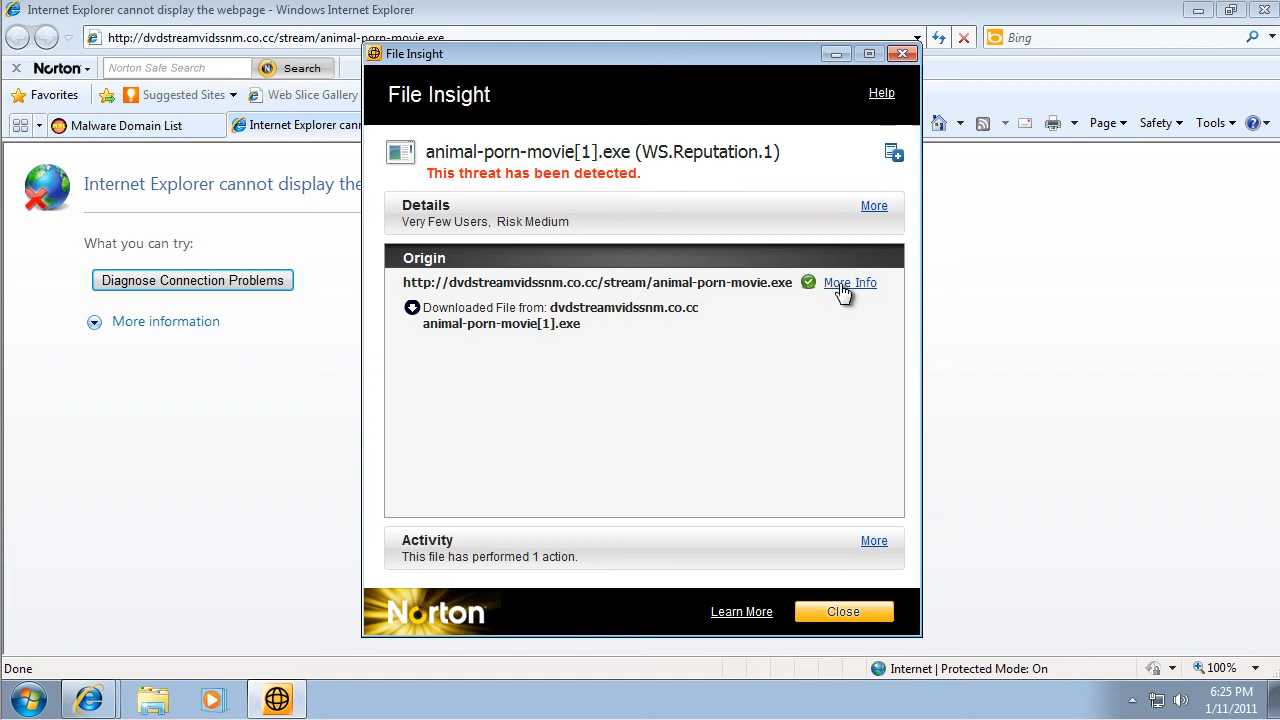 Internet Explorer cannot display the webpage - Windows Internet Explorer
http://dvdstreamvidssnm.co.cc/stream/animal-porn-movie.exe
Bing
Norton
Norton Safe Search
Search
Favorites
Suggested Sites
Web Slice Gallery
Malware Domain List
Internet Explorer can
Page
Safety
Tools
Internet Explorer cannot display the
What you can try:
Diagnose Connection Problems
More information
File Insight
File Insight
Help
animal-porn-movie[1].exe (WS.Reputation.1)
This threat has been detected.
Details
More
Very Few Users, Risk Medium
Origin
http://dvdstreamvidssnm.co.cc/stream/animal-porn-movie.exe
More Info
Downloaded File from: dvdstreamvidssnm.co.cc
animal-porn-movie[1].exe
Activity
More
This file has performed 1 action.
Norton
Learn More
Close
Done
Internet | Protected Mode: On
100%
6:25 PM
1/11/2011